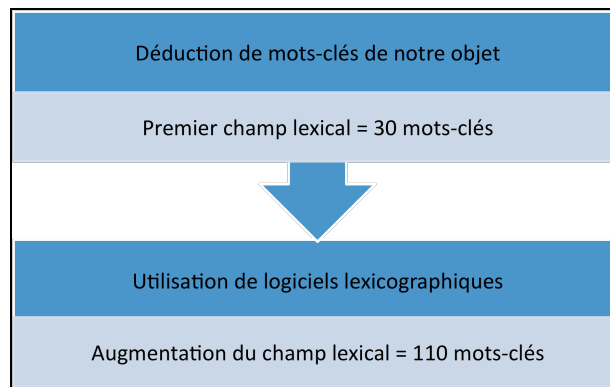 Déduction de mots-clés de notre objet
Premier champ lexical = 30 mots-clés
Utilisation de logiciels lexicographiques
Augmentation du champ lexical = 110 mots-clés